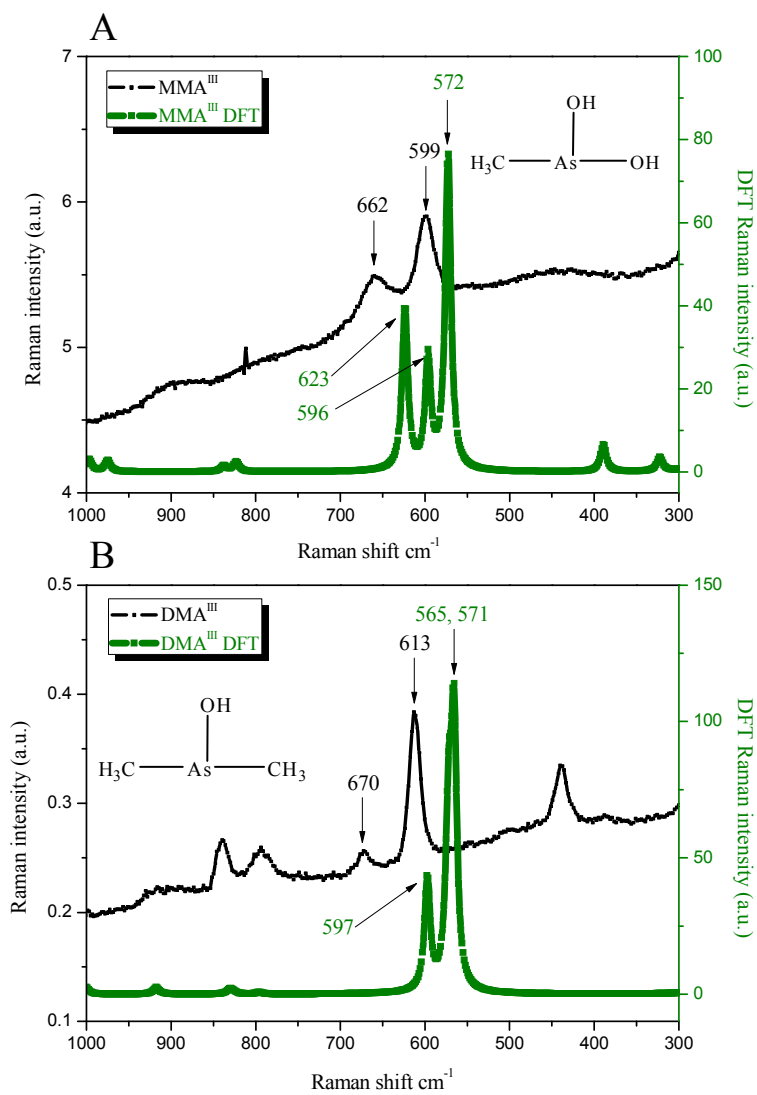 A
MMA^III
MMA^III DFT
572
599
662
623
596
OH
H3C
As
OH
7
6
5
4
100
80
60
40
20
0
1000
900
800
700
600
500
400
300
Raman intensity (a.u.)
DFT Raman intensity (a.u.)
Raman shift cm^-1
B
DMA^III
DMA^III DFT
565, 571
613
670
597
OH
H3C
As
CH3
0.5
0.4
0.3
0.2
0.1
150
100
50
0
1000
900
800
700
600
500
400
300
Raman intensity (a.u.)
DFT Raman intensity (a.u.)
Raman shift cm^-1